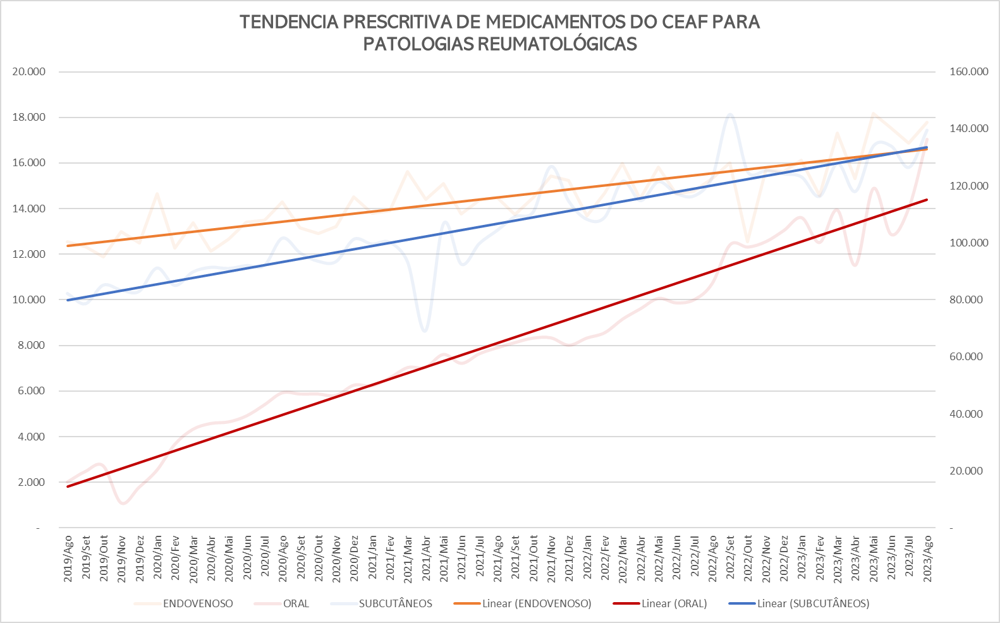 TENDENCIA PRESCRITIVA DE MEDICAMENTOS DO CEAF PARA
PATOLOGIAS REUMATOLÓGICAS
20.000
18.000
16.000
14.000
12.000
10.000
8.000
6.000
4.000
2.000
-
160.000
140.000
120.000
100.000
80.000
60.000
40.000
20.000
-
2019/Ago
2019/Set
2019/Out
2019/Nov
2019/Dez
2020/Jan
2020/Fev
2020/Mar
2020/Abr
2020/Mai
2020/Jun
2020/Jul
2020/Ago
2020/Set
2020/Out
2020/Nov
2020/Dez
2021/Jan
2021/Fev
2021/Mar
2021/Abr
2021/Mai
2021/Jun
2021/Jul
2021/Ago
2021/Set
2021/Out
2021/Nov
2021/Dez
2022/Jan
2022/Fev
2022/Mar
2022/Abr
2022/Mai
2022/Jun
2022/Jul
2022/Ago
2022/Set
2022/Out
2022/Nov
2022/Dez
2023/Jan
2023/Fev
2023/Mar
2023/Abr
2023/Mai
2023/Jun
2023/Jul
2023/Ago
ENDOVENOSO ORAL SUBCUTÂNEOS Linear (ENDOVENOSO) Linear (ORAL) Linear (SUBCUTÂNEOS)